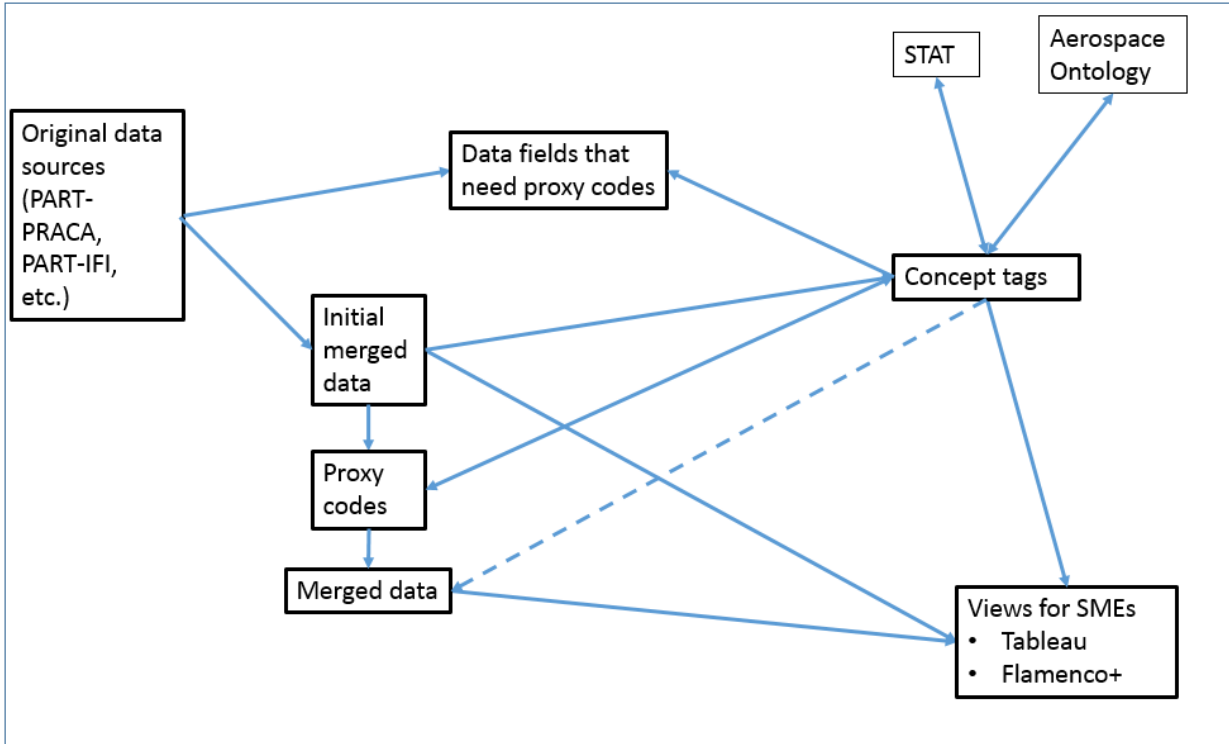 STAT
Aerospace
Ontology
Original data
sources
(PART-
PRACA,
PART-IFI,
etc.)
Data fields that
need proxy codes
Concept tags
Initial
merged
data
Proxy
codes
Merged data
Views for SMEs
• Tableau
• Flamenco+